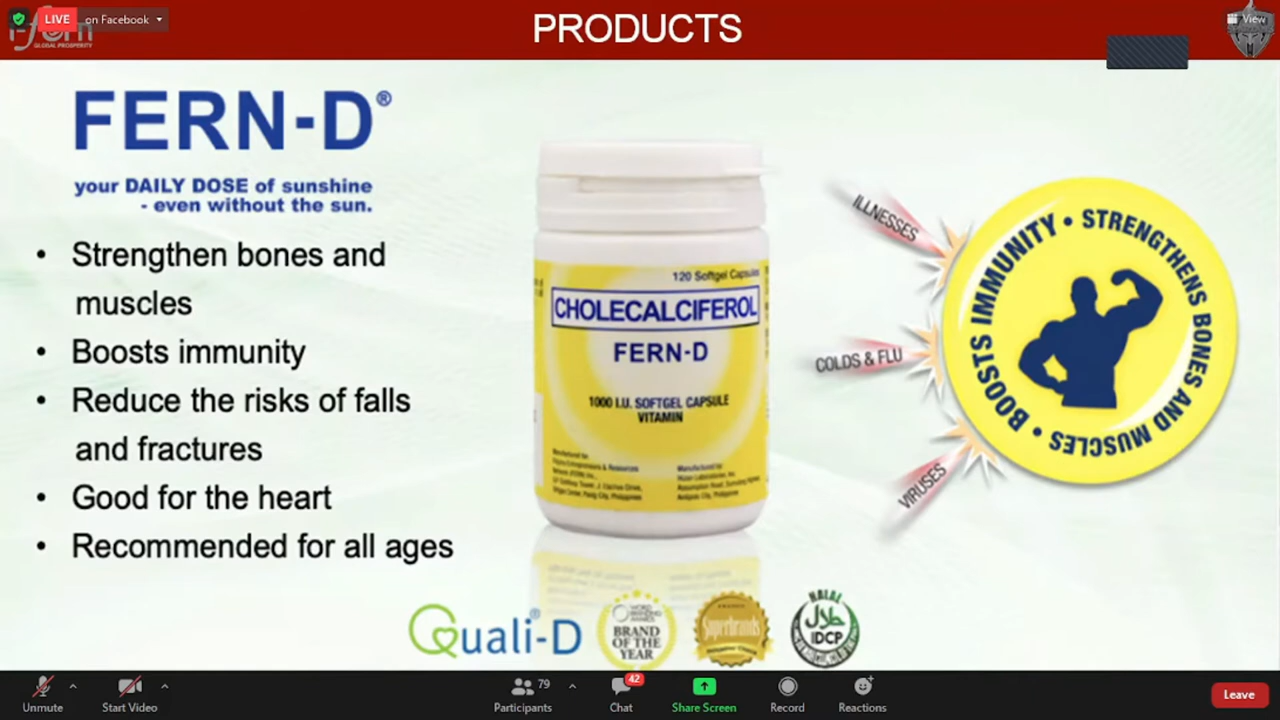 LIVE on Facebook
i-fern
GLOBAL PROSPERITY
PRODUCTS
View
FERN-D®
your DAILY DOSE of sunshine
- even without the sun.
• Strengthen bones and
muscles
• Boosts immunity
• Reduce the risks of falls
and fractures
• Good for the heart
• Recommended for all ages
120 Softgel Capsules
CHOLECALCIFEROL
FERN-D
1000 I.U. SOFTGEL CAPSULE
VITAMIN
ILLNESSES
COLDS & FLU
VIRUSES
BOOSTS IMMUNITY • STRENGTHENS BONES AND MUSCLES •
Quali-D®
BRAND
OF THE
YEAR
Superbrands
HALAL
IDCP
Unmute
Start Video
79
Participants
42
Chat
Share Screen
Record
Reactions
Leave